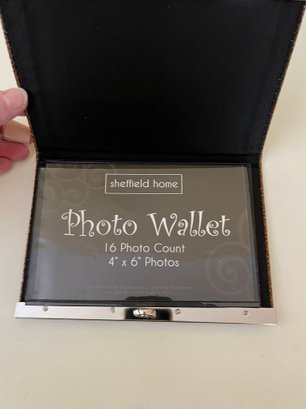 sheffield home
Photo Wallet
16 Photo Count
4" x 6" Photos